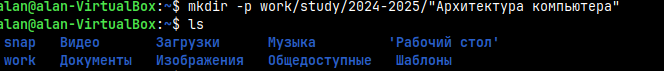 alan@alan-VirtualBox:~$ mkdir -p work/study/2024-2025/"Архитектура компьютера"
alan@alan-VirtualBox:~$ ls
snap Видео Загрузки Музыка 'Рабочий стол'
work Документы Изображения Общедоступные Шаблоны